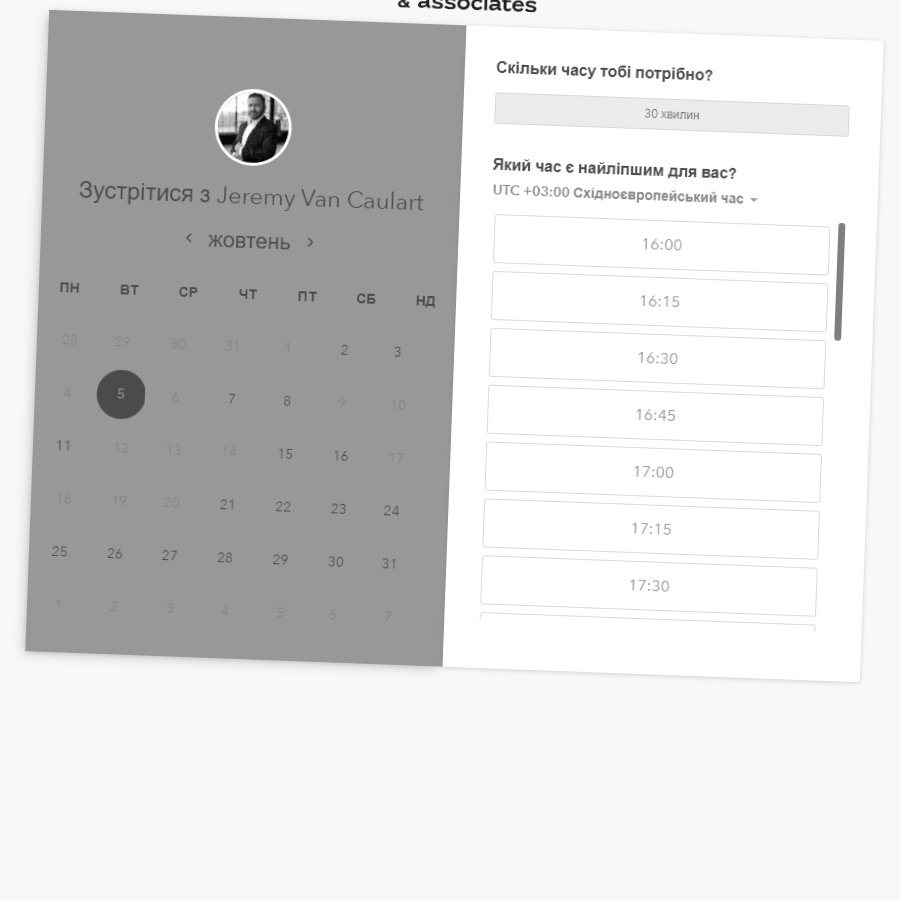 & associates
Зустрітися з Jeremy Van Caulart
жовтень
ПН ВТ СР ЧТ ПТ СБ НД
28 29 30 31 1 2 3
4 5 6 7 8 9 10
11 12 13 14 15 16 17
18 19 20 21 22 23 24
25 26 27 28 29 30 31
1 2 3 4 5 6 7
Скільки часу тобі потрібно?
30 хвилин
Який час є найліпшим для вас?
UTC +03:00 Східноєвропейський час
16:00
16:15
16:30
16:45
17:00
17:15
17:30